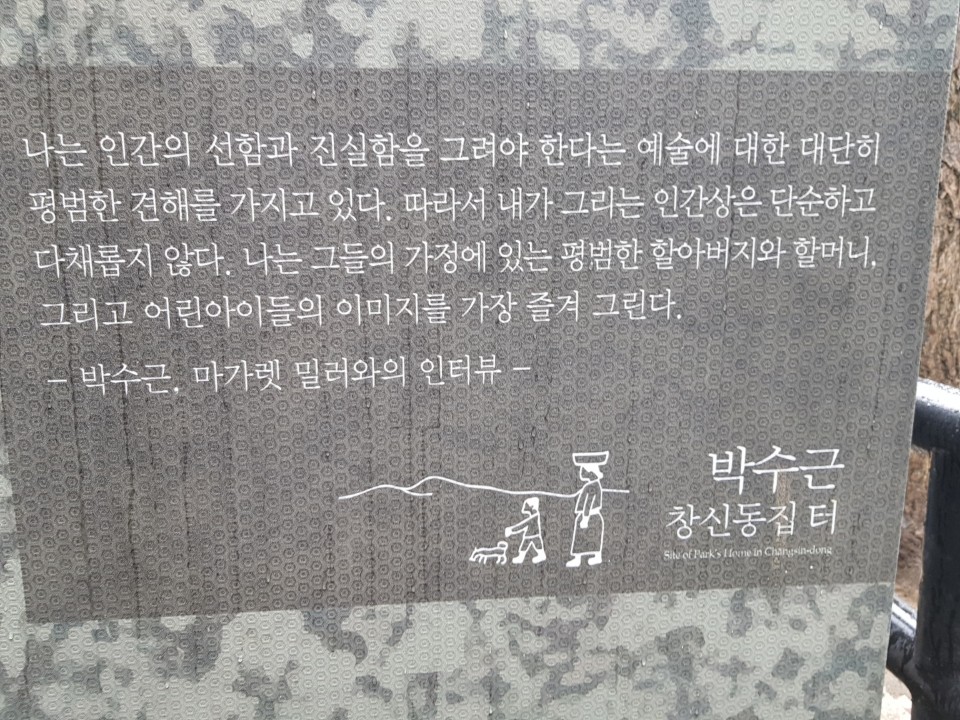 나는 인간의 선함과 진실함을 그려야 한다는 예술에 대한 대단히
평범한 견해를 가지고 있다. 따라서 내가 그리는 인간상은 단순하고
다채롭지 않다. 나는 그들의 가정에 있는 평범한 할아버지와 할머니,
그리고 어린아이들의 이미지를 가장 즐겨 그린다.
– 박수근, 마가렛 밀러와의 인터뷰 –
박수근
창신동집 터
Site of Park's Home in Changsin-dong